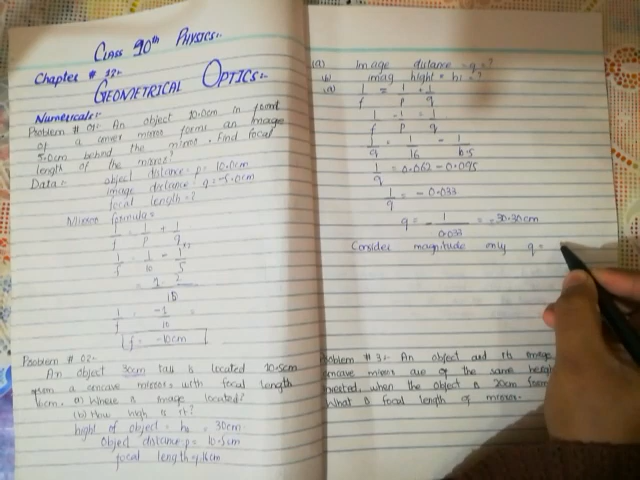 CLASS 10th PHYSICS:-
Chapter # 12:-
GEOMETRICAL OPTICS:-
Numericals:-
Problem # 01:- An object 10.0cm in front
of a convex mirror forms an image
5.0cm behind the mirror. Find focal
length of the mirror?
Data:- object distance = p = 10.0cm
image distance = q = -5.0cm
focal length = ?
Mirror formula =
1/f = 1/p + 1/q
1/f = 1/10 - 1/5
= 1 - 2
10
1/f = -1/10 =
f = -10cm
Problem # 02:-
An object 30cm tall is located 10.5cm
from a concave mirror with focal length
16cm. a) Where is image located?
(b) How high is it?
hight of object = ho = 30cm
Object distance p = 10.5cm
focal length = 16cm
(a) Image distance = q = ?
(b) imag hight = hi = ?
(a) 1/f = 1/p + 1/q
1/f - 1/p = 1/q
1/q = 1/16 - 1/10.5
1/q = 0.062 - 0.095
1/q = - 0.033
q = 1/0.033 = -30.30cm
Consider magnitude only q =
Problem # 3:- An object and its image
concave mirror are of the same height
inverted, when the object is 20cm form
What is focal length of mirror.